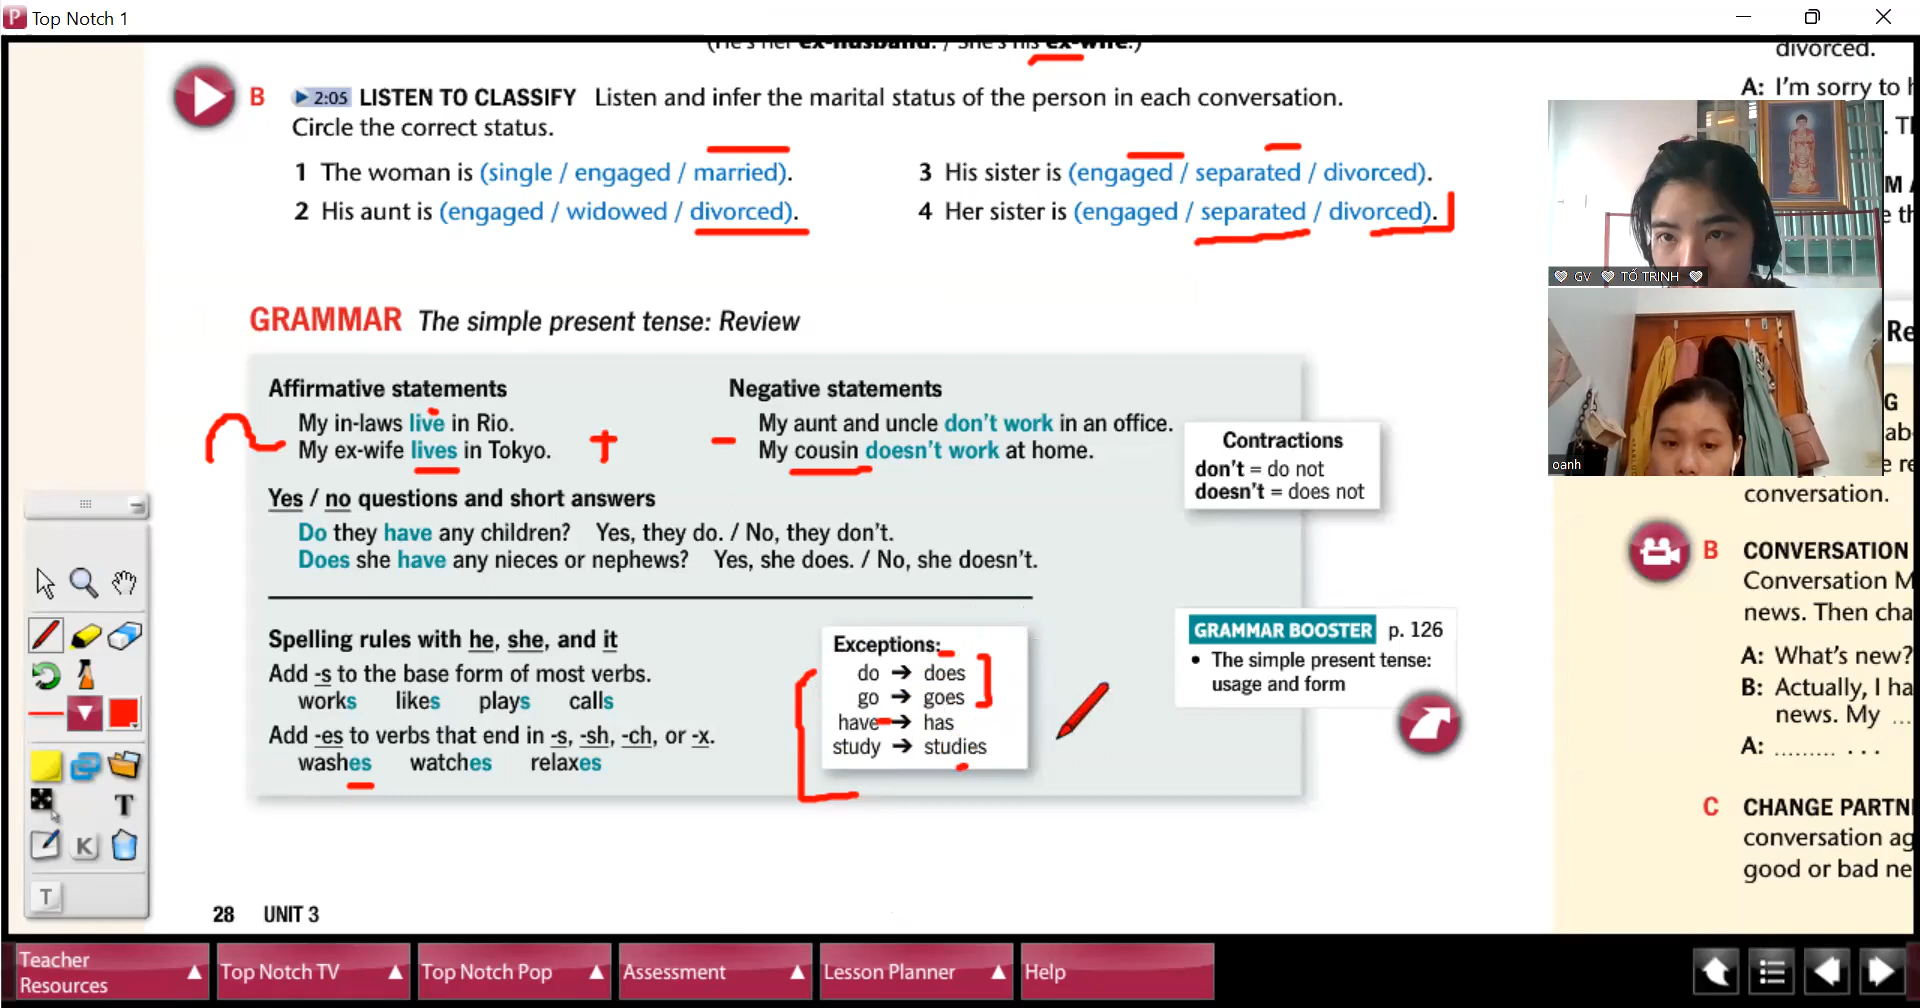 Top Notch 1
(He's her ex-husband. / She's his ex-wife.)
B 2:05 LISTEN TO CLASSIFY Listen and infer the marital status of the person in each conversation.
Circle the correct status.
1 The woman is (single / engaged / married).
2 His aunt is (engaged / widowed / divorced).
3 His sister is (engaged / separated / divorced).
4 Her sister is (engaged / separated / divorced).
GRAMMAR The simple present tense: Review
Affirmative statements
My in-laws live in Rio.
My ex-wife lives in Tokyo.
Negative statements
My aunt and uncle don't work in an office.
My cousin doesn't work at home.
Contractions
don't = do not
doesn't = does not
Yes / no questions and short answers
Do they have any children? Yes, they do. / No, they don't.
Does she have any nieces or nephews? Yes, she does. / No, she doesn't.
Spelling rules with he, she, and it
Add -s to the base form of most verbs.
works likes plays calls
Add -es to verbs that end in -s, -sh, -ch, or -x.
washes watches relaxes
Exceptions:
do → does
go → goes
have → has
study → studies
GRAMMAR BOOSTER p. 126
• The simple present tense:
usage and form
28 UNIT 3
divorced.
A: I'm sorry to
GV TỐ TRINH
oanh
conversation.
B CONVERSATION
Conversation M
news. Then cha
A: What's new?
B: Actually, I ha
news. My ...
A: ......... . . .
C CHANGE PARTN
conversation ag
good or bad ne
T
K
T
Teacher
Resources
Top Notch TV
Top Notch Pop
Assessment
Lesson Planner
Help